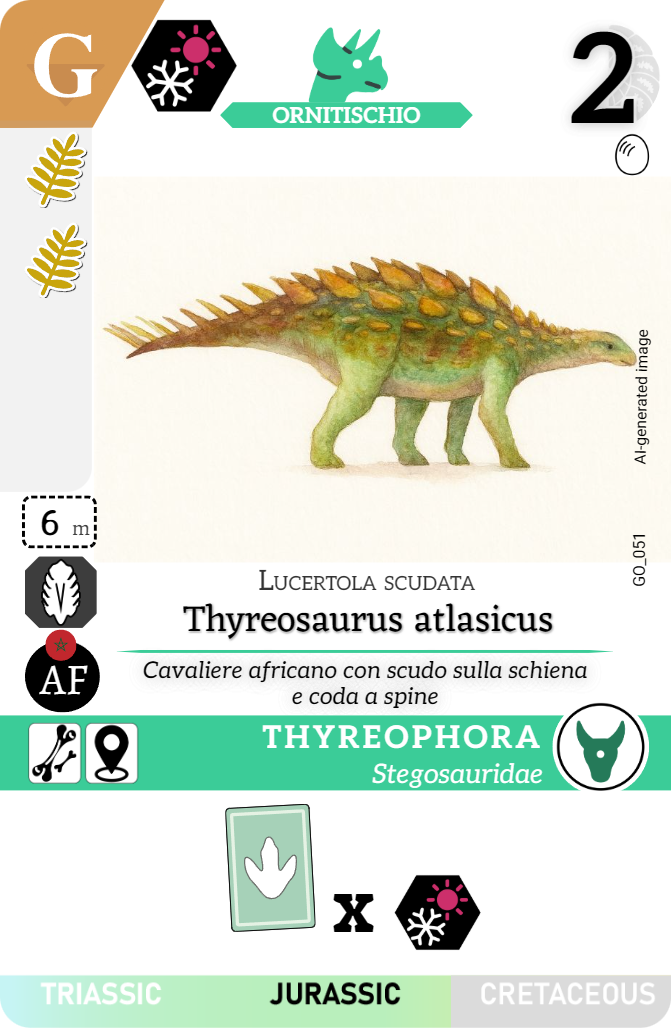 G
ORNITISCHIO
2
AI-generated image
GO_051
6 m
LUCERTOLA SCUDATA
Thyreosaurus atlasicus
AF
Cavaliere africano con scudo sulla schiena
e coda a spine
THYREOPHORA
Stegosauridae
x
TRIASSIC JURASSIC CRETACEOUS